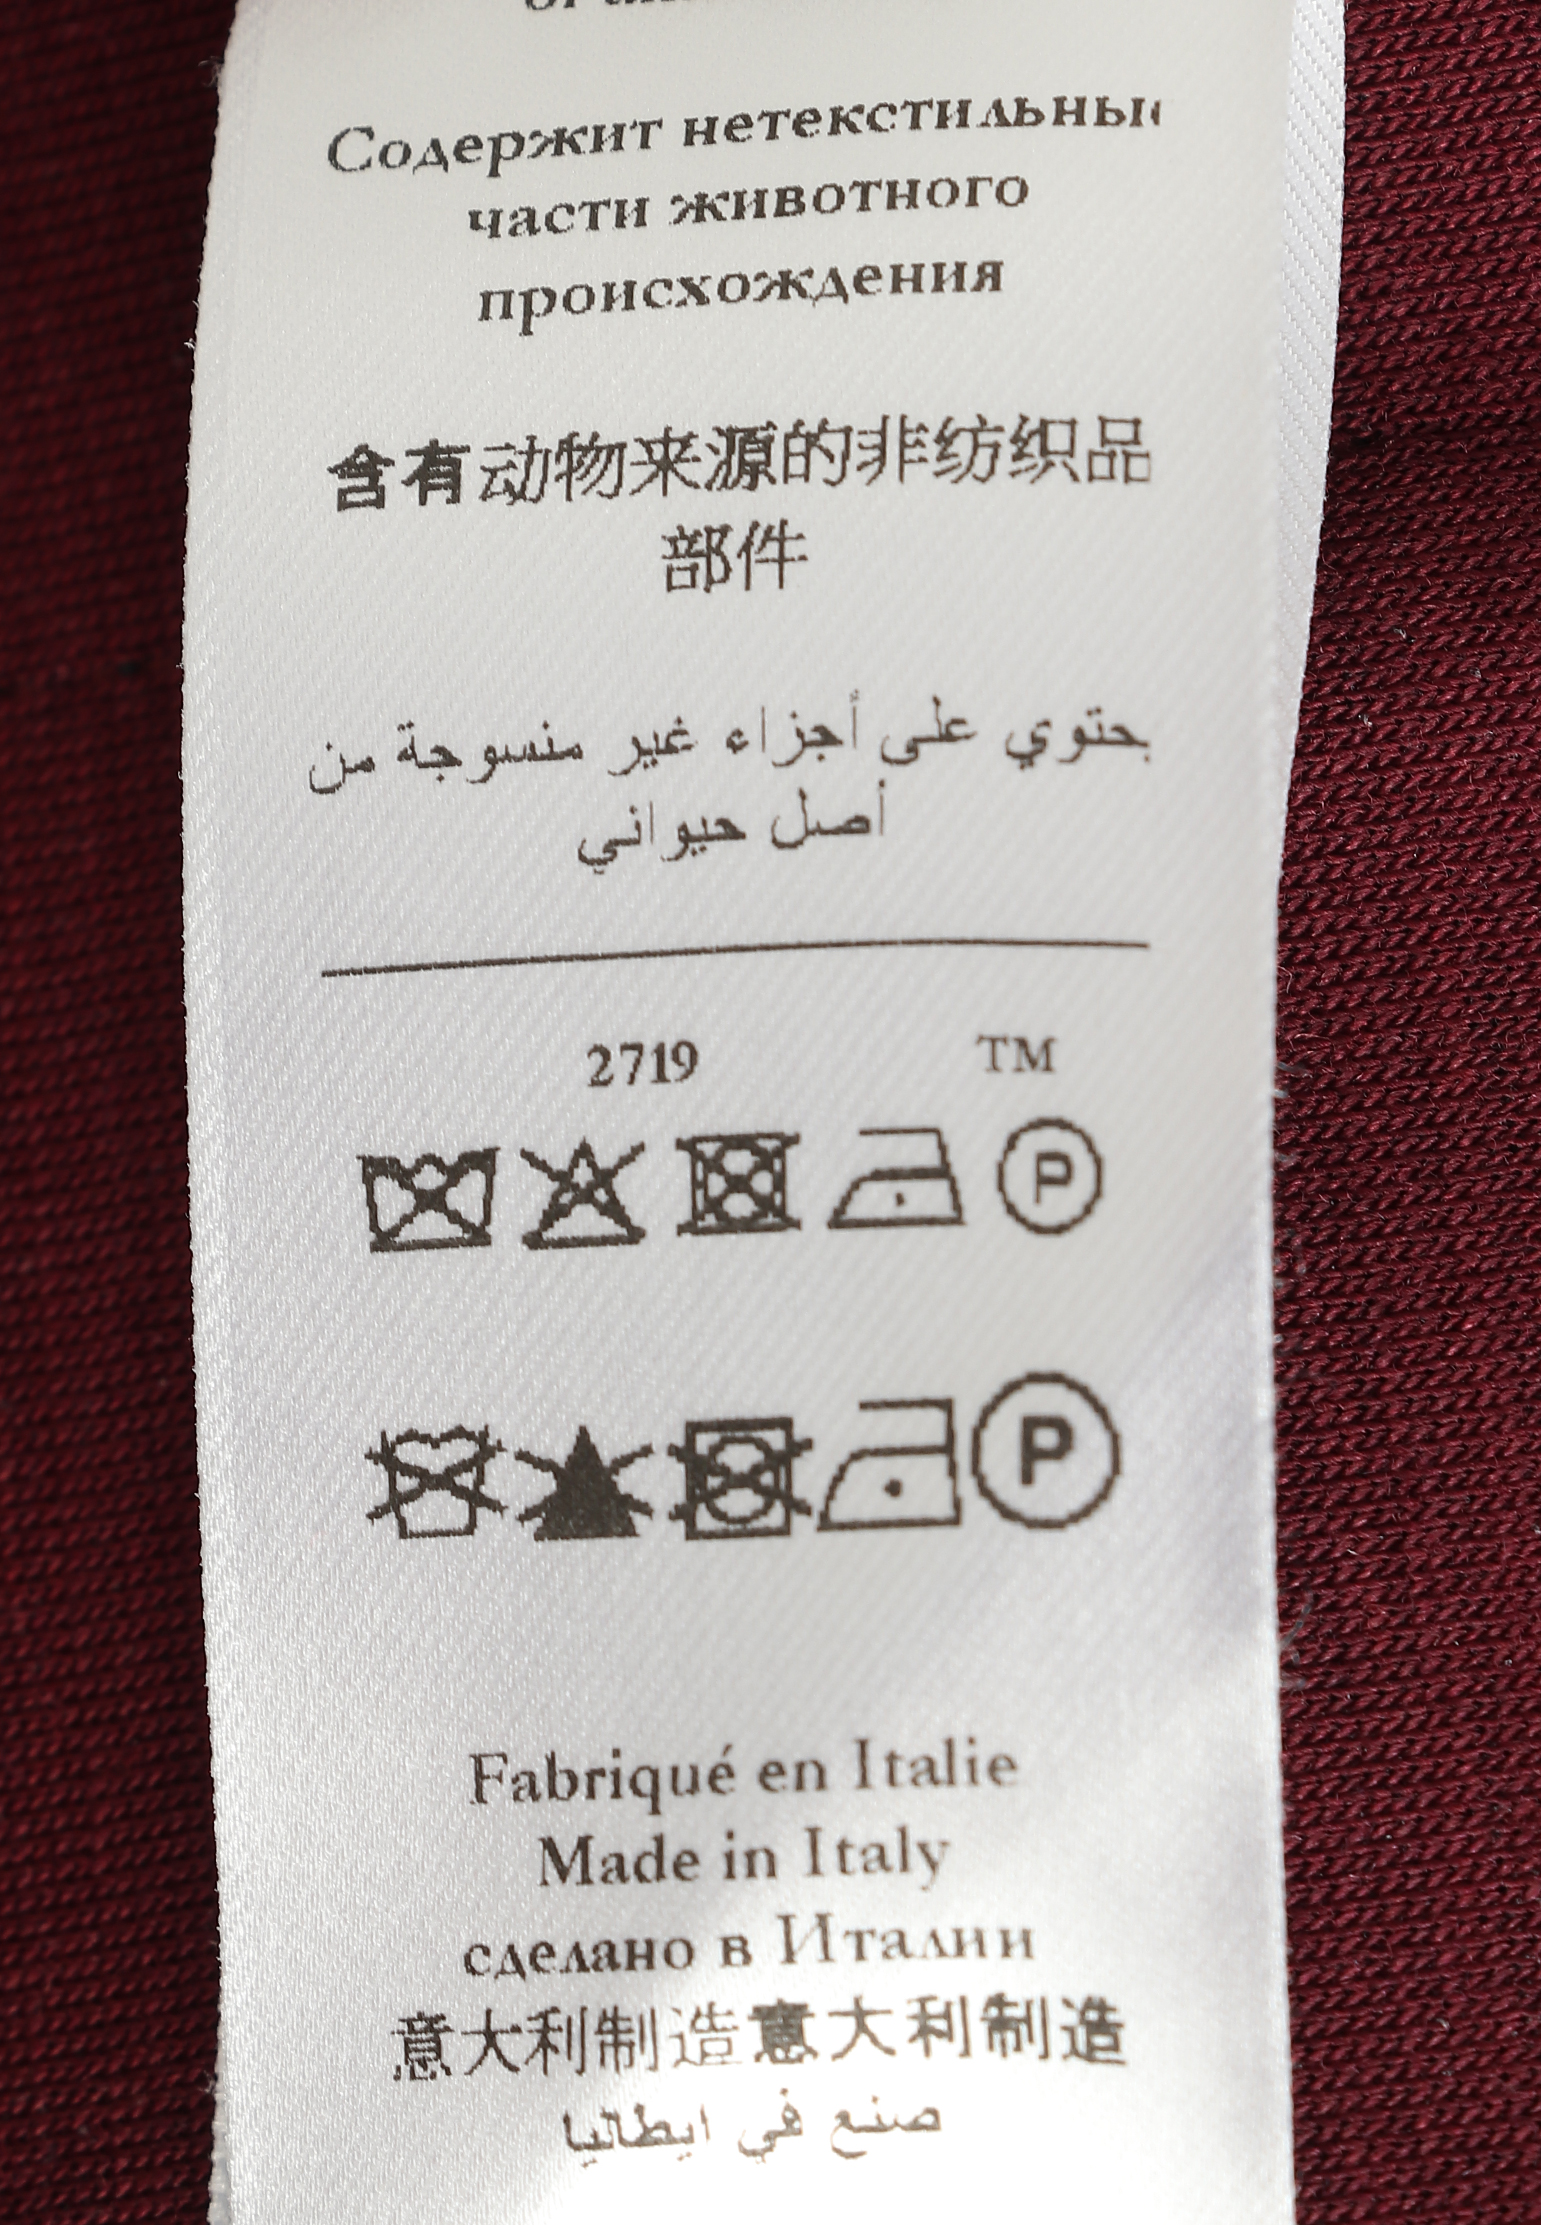 Содержит нетекстильны
части животного
происхождения
含有动物来源的非纺织品
部件
يحتوي على أجزاء غير منسوجة من
أصل حيواني
2719 TM
P
P
Fabriqué en Italie
Made in Italy
сделано в Италии
意大利制造意大利制造
صنع في ايطاليا